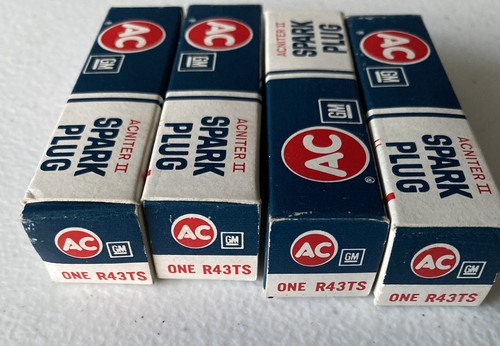 AC
GM
ACNITER II
SPARK
PLUG
AC
GM
ONE R43TS
AC
GM
ACNITER II
SPARK
PLUG
AC
GM
ONE R43TS
ACNITER II
SPARK
PLUG
GM
AC
®
AC
GM
ONE R43TS
AC
®
GM
ACNITER II
SPARK
PLUG
AC
GM
ONE R43TS